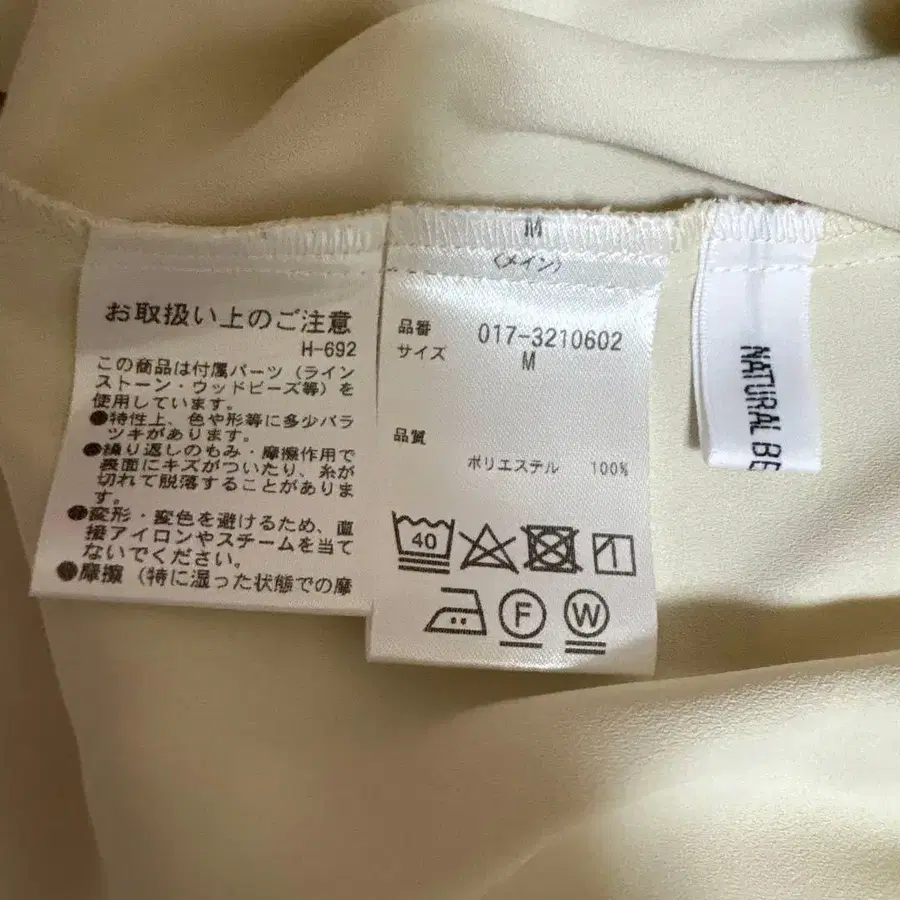 お取扱い上のご注意
H-692
この商品は付属パーツ（ライン
ストーン・ウッドビーズ等）を
使用しています。
●特性上、色や形等に多少バラ
ツキがあります。
●繰り返しのもみ・摩擦作用で
表面にキズがついたり、糸が
切れて脱落することがありま
す。
●変形・変色を避けるため、直
接アイロンやスチームを当て
ないでください。
●摩擦（特に湿った状態での摩
M
(メイン)
品番 017-3210602
サイズ M
品質
ポリエステル 100%
40
F W
NATURAL BE